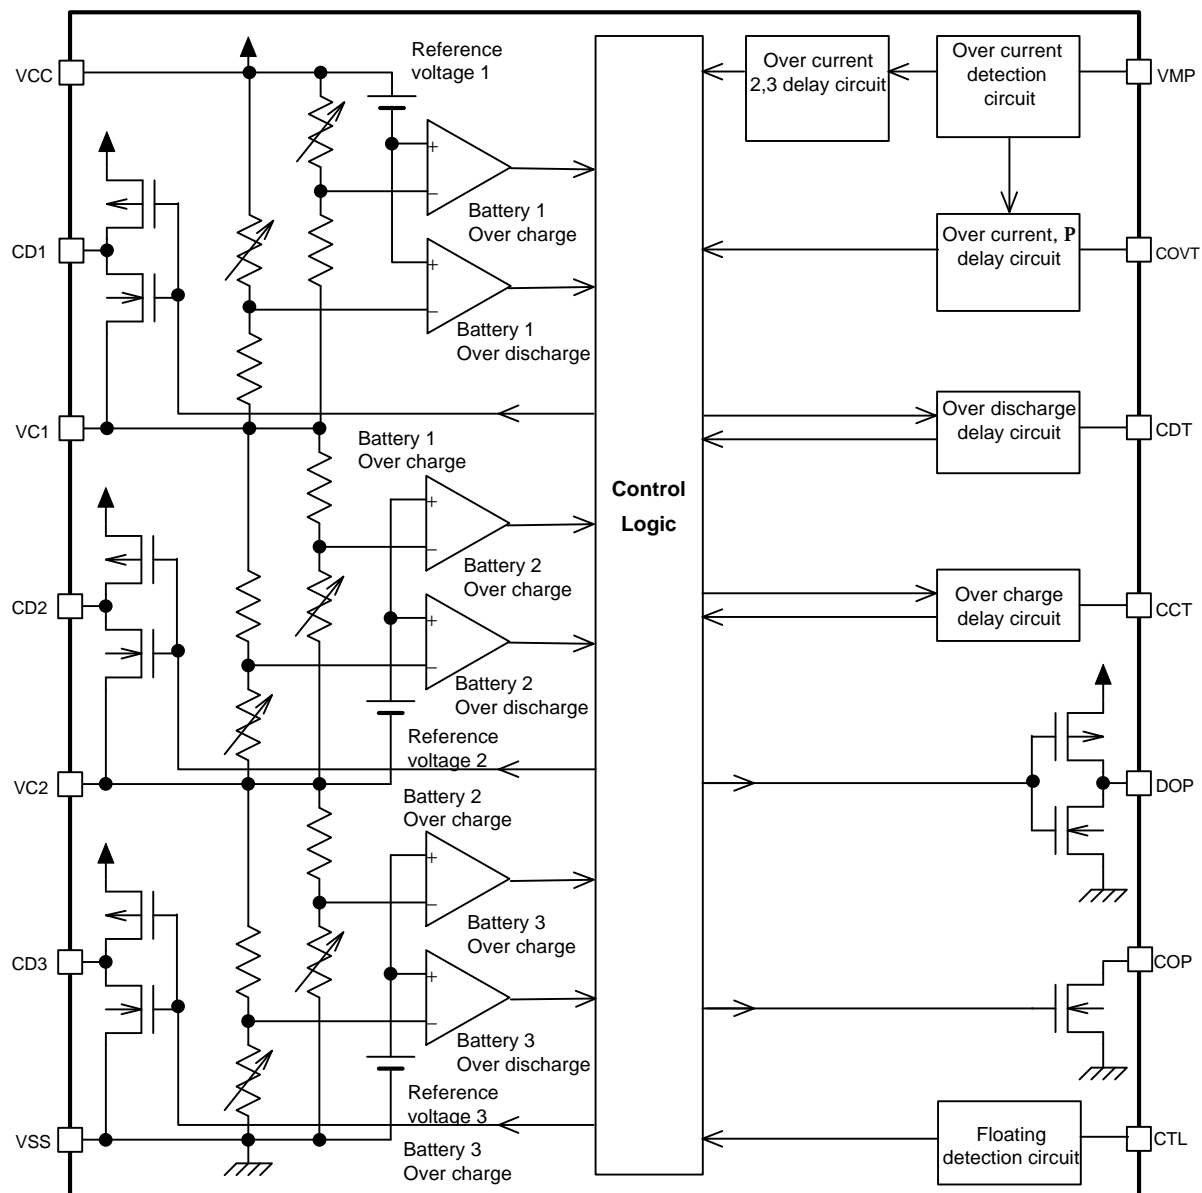 Reference
voltage 1
VCC
Over current
2,3 delay circuit
Over current
detection
circuit
VMP
+
−
Battery 1
Over charge
CD1
+
−
Battery 1
Over discharge
Over current, P
delay circuit
COVT
VC1
Battery 1
Over charge
Over discharge
delay circuit
CDT
Control
Logic
+
−
Battery 2
Over charge
CD2
+
−
Battery 2
Over discharge
Over charge
delay circuit
CCT
Reference
voltage 2
VC2
DOP
Battery 2
Over charge
+
−
Battery 3
Over charge
CD3
COP
+
−
Battery 3
Over discharge
Reference
voltage 3
VSS
Battery 3
Over charge
Floating
detection circuit
CTL